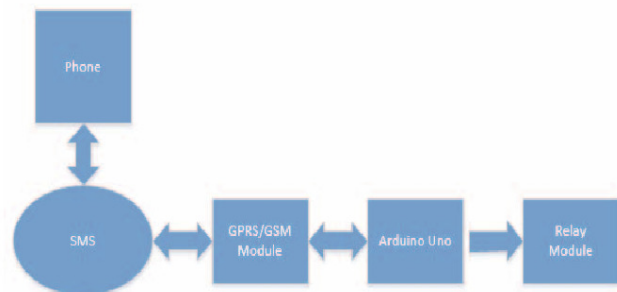 Phone
SMS
GPRS/GSM
Module
Arduino Uno
Relay
Module